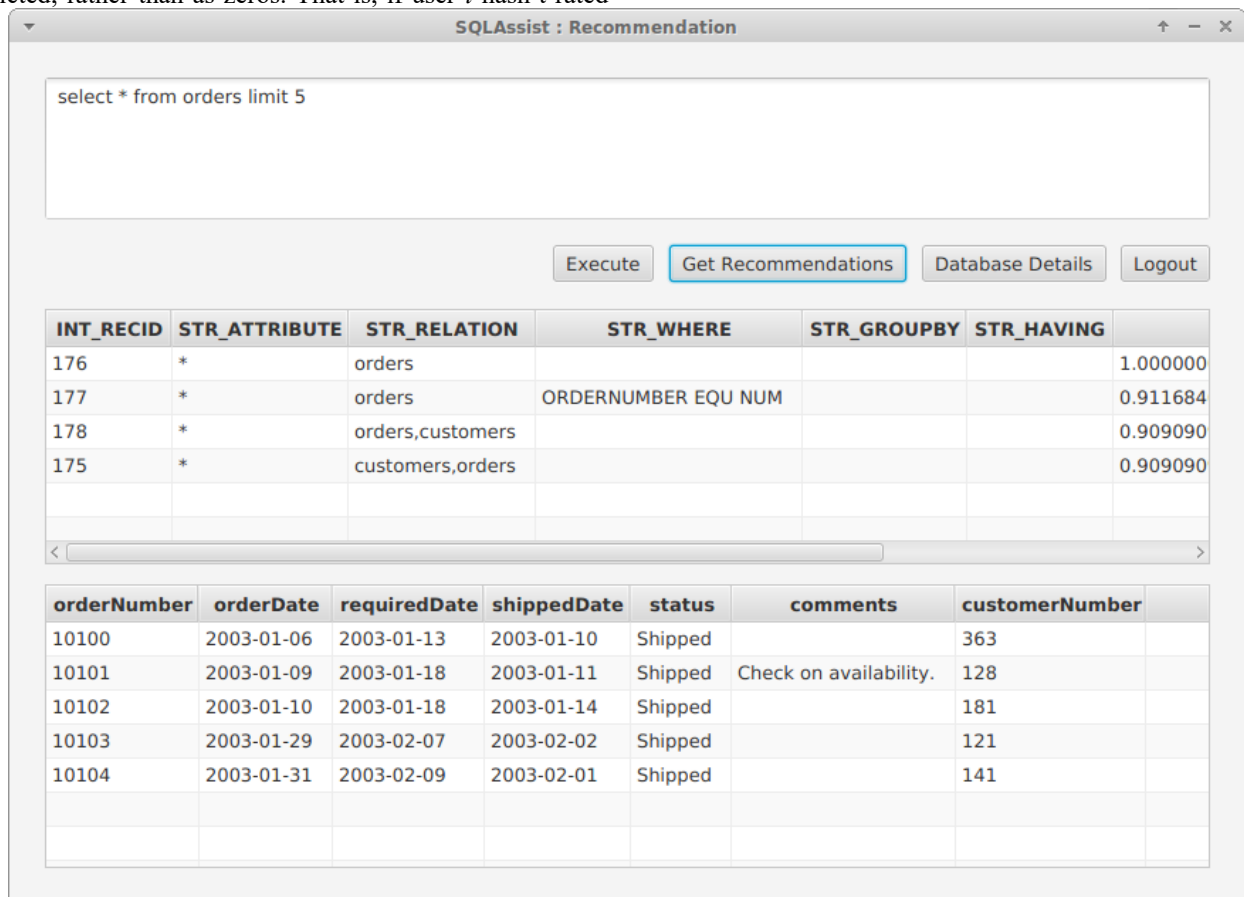 rather than as zeros. That is, if user i hasn't rated
SQLAssist : Recommendation
select * from orders limit 5
Execute Get Recommendations Database Details Logout
INT_RECID STR_ATTRIBUTE STR_RELATION STR_WHERE STR_GROUPBY STR_HAVING
176 * orders 1.000000
177 * orders ORDERNUMBER EQU NUM 0.911684
178 * orders,customers 0.909090
175 * customers,orders 0.909090
orderNumber orderDate requiredDate shippedDate status comments customerNumber
10100 2003-01-06 2003-01-13 2003-01-10 Shipped 363
10101 2003-01-09 2003-01-18 2003-01-11 Shipped Check on availability. 128
10102 2003-01-10 2003-01-18 2003-01-14 Shipped 181
10103 2003-01-29 2003-02-07 2003-02-02 Shipped 121
10104 2003-01-31 2003-02-09 2003-02-01 Shipped 141